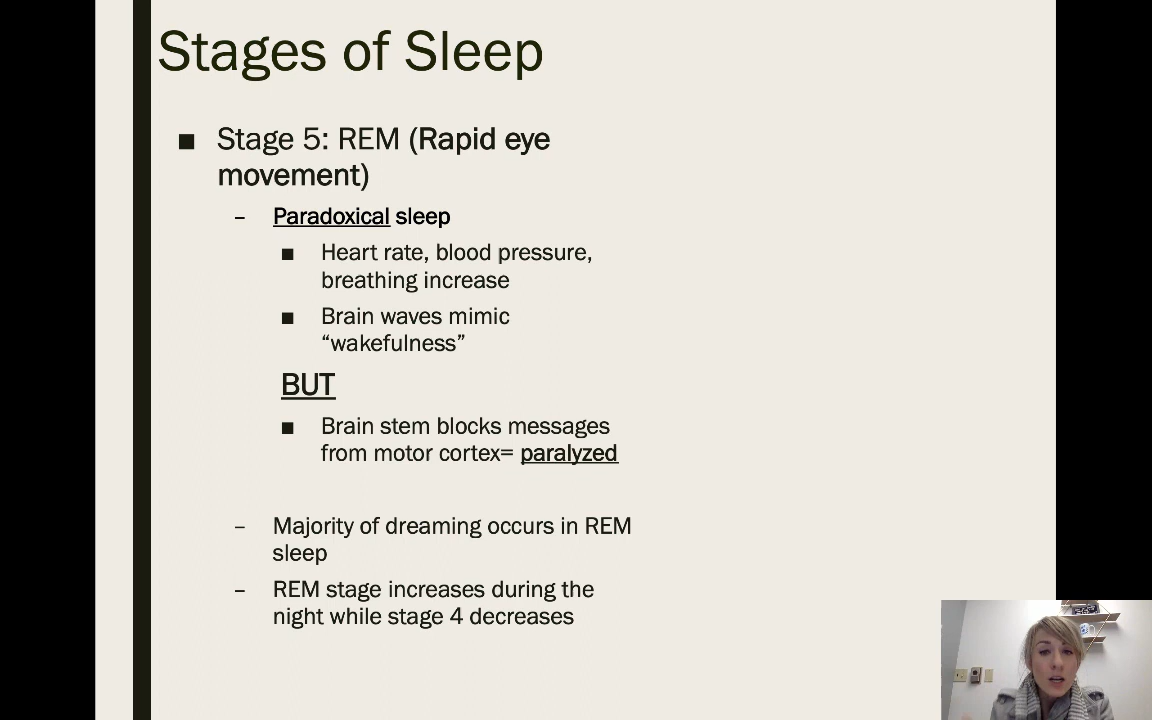 Stages of Sleep
■ Stage 5: REM (Rapid eye
movement)
– Paradoxical sleep
■ Heart rate, blood pressure,
breathing increase
■ Brain waves mimic
“wakefulness”
BUT
■ Brain stem blocks messages
from motor cortex= paralyzed
– Majority of dreaming occurs in REM
sleep
– REM stage increases during the
night while stage 4 decreases